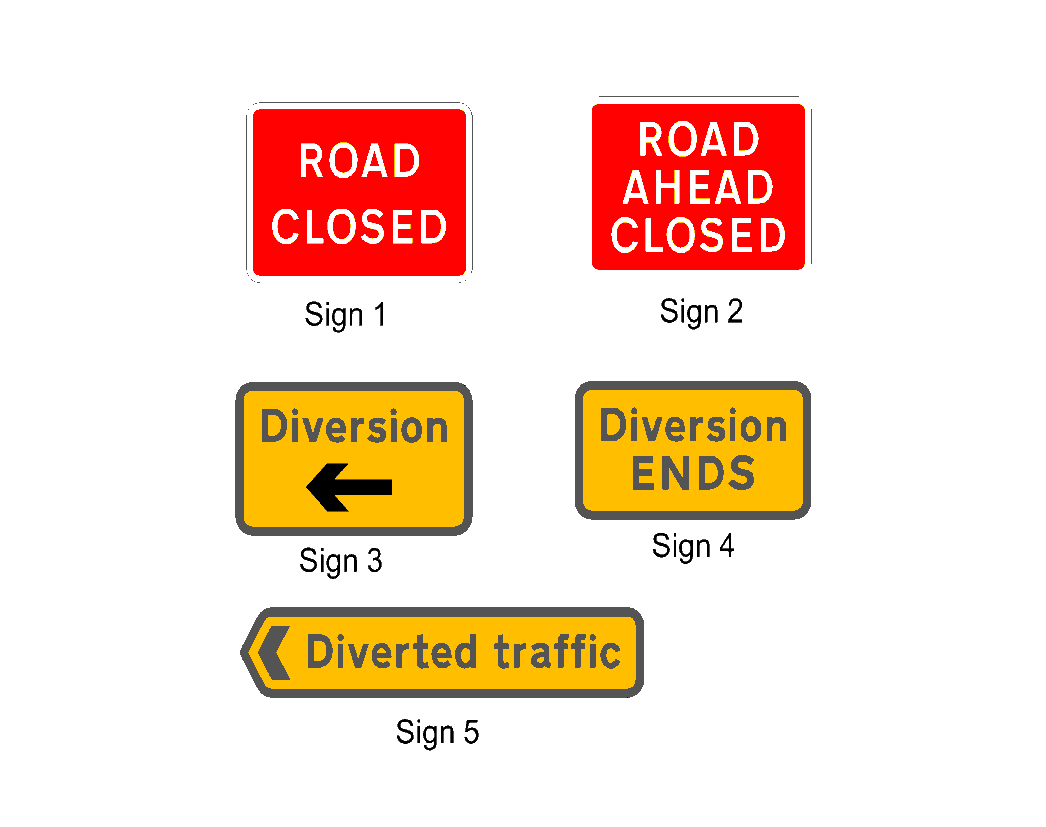 ROAD
CLOSED
Sign 1
ROAD
AHEAD
CLOSED
Sign 2
Diversion
Sign 3
Diversion
ENDS
Sign 4
Diverted traffic
Sign 5